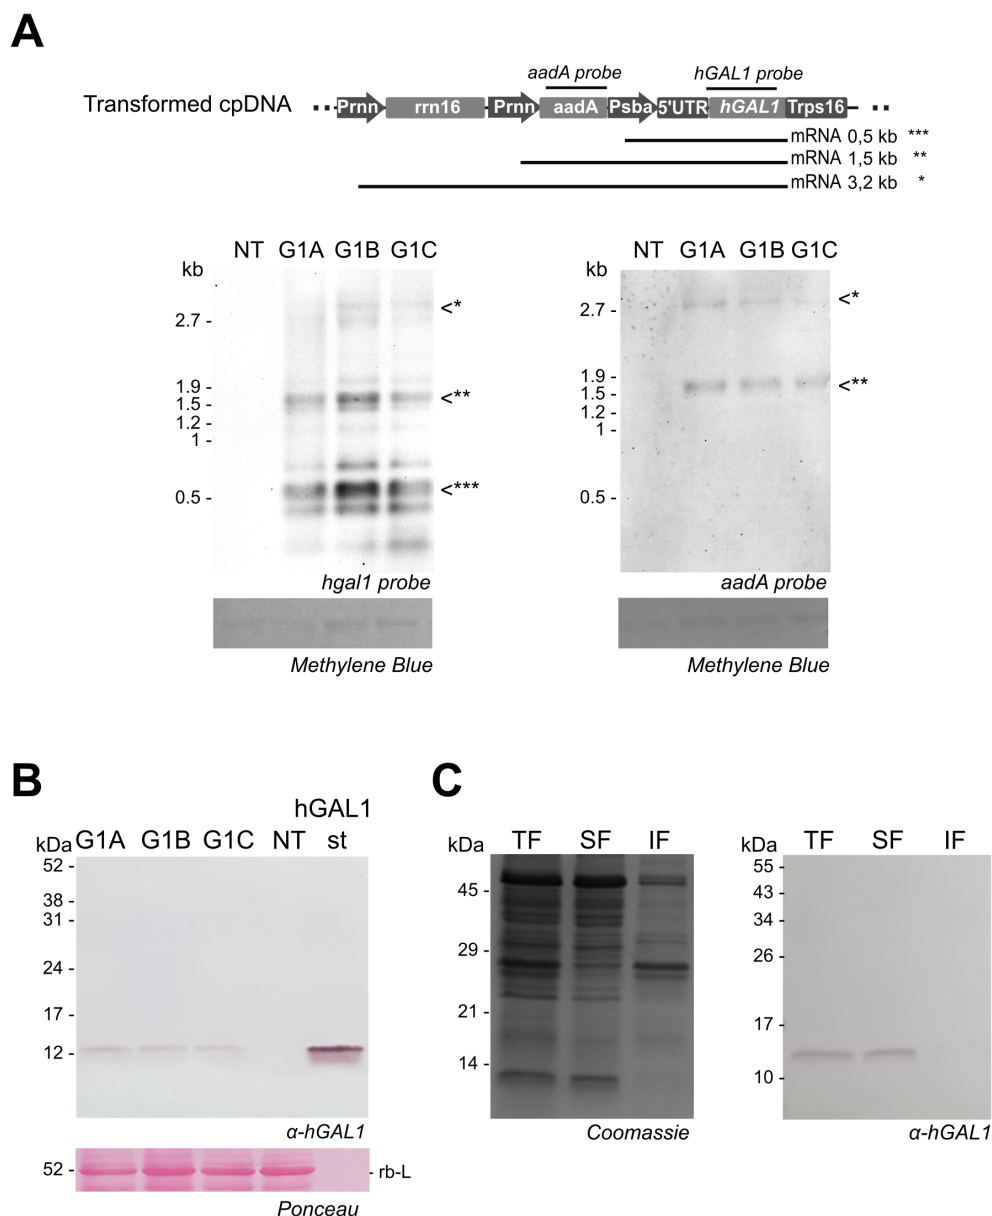 A
aadA probe hGAL1 probe
Transformed cpDNA Prnn rrn16 Prnn aadA Psba 5'UTR hGAL1 Trps16
mRNA 0,5 kb ***
mRNA 1,5 kb **
mRNA 3,2 kb *
NT G1A G1B G1C
kb
2.7 -
1.9 -
1.5 -
1.2 -
1 -
0.5 -
<*
<**
<***
hgal1 probe
Methylene Blue
NT G1A G1B G1C
kb
2.7 -
1.9 -
1.5 -
1.2 -
1 -
0.5 -
<*
<**
aadA probe
Methylene Blue
B
hGAL1
kDa G1A G1B G1C NT st
52 -
38 -
31 -
24 -
17 -
12 -
α-hGAL1
52 - - rb-L
Ponceau
C
kDa TF SF IF
45 -
29 -
21 -
14 -
Coomassie
kDa TF SF IF
55 -
43 -
34 -
26 -
17 -
10 -
α-hGAL1